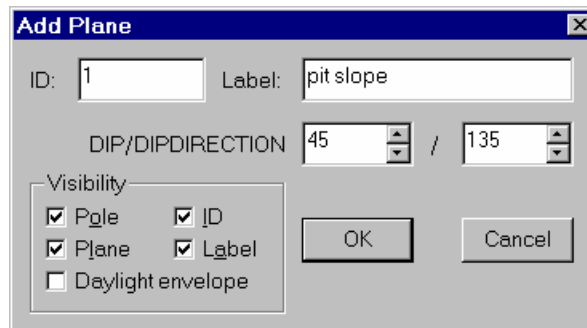 Add Plane
ID: 1 Label: pit slope
DIP/DIPDIRECTION 45 / 135
Visibility
Pole ID
Plane Label
Daylight envelope
OK Cancel